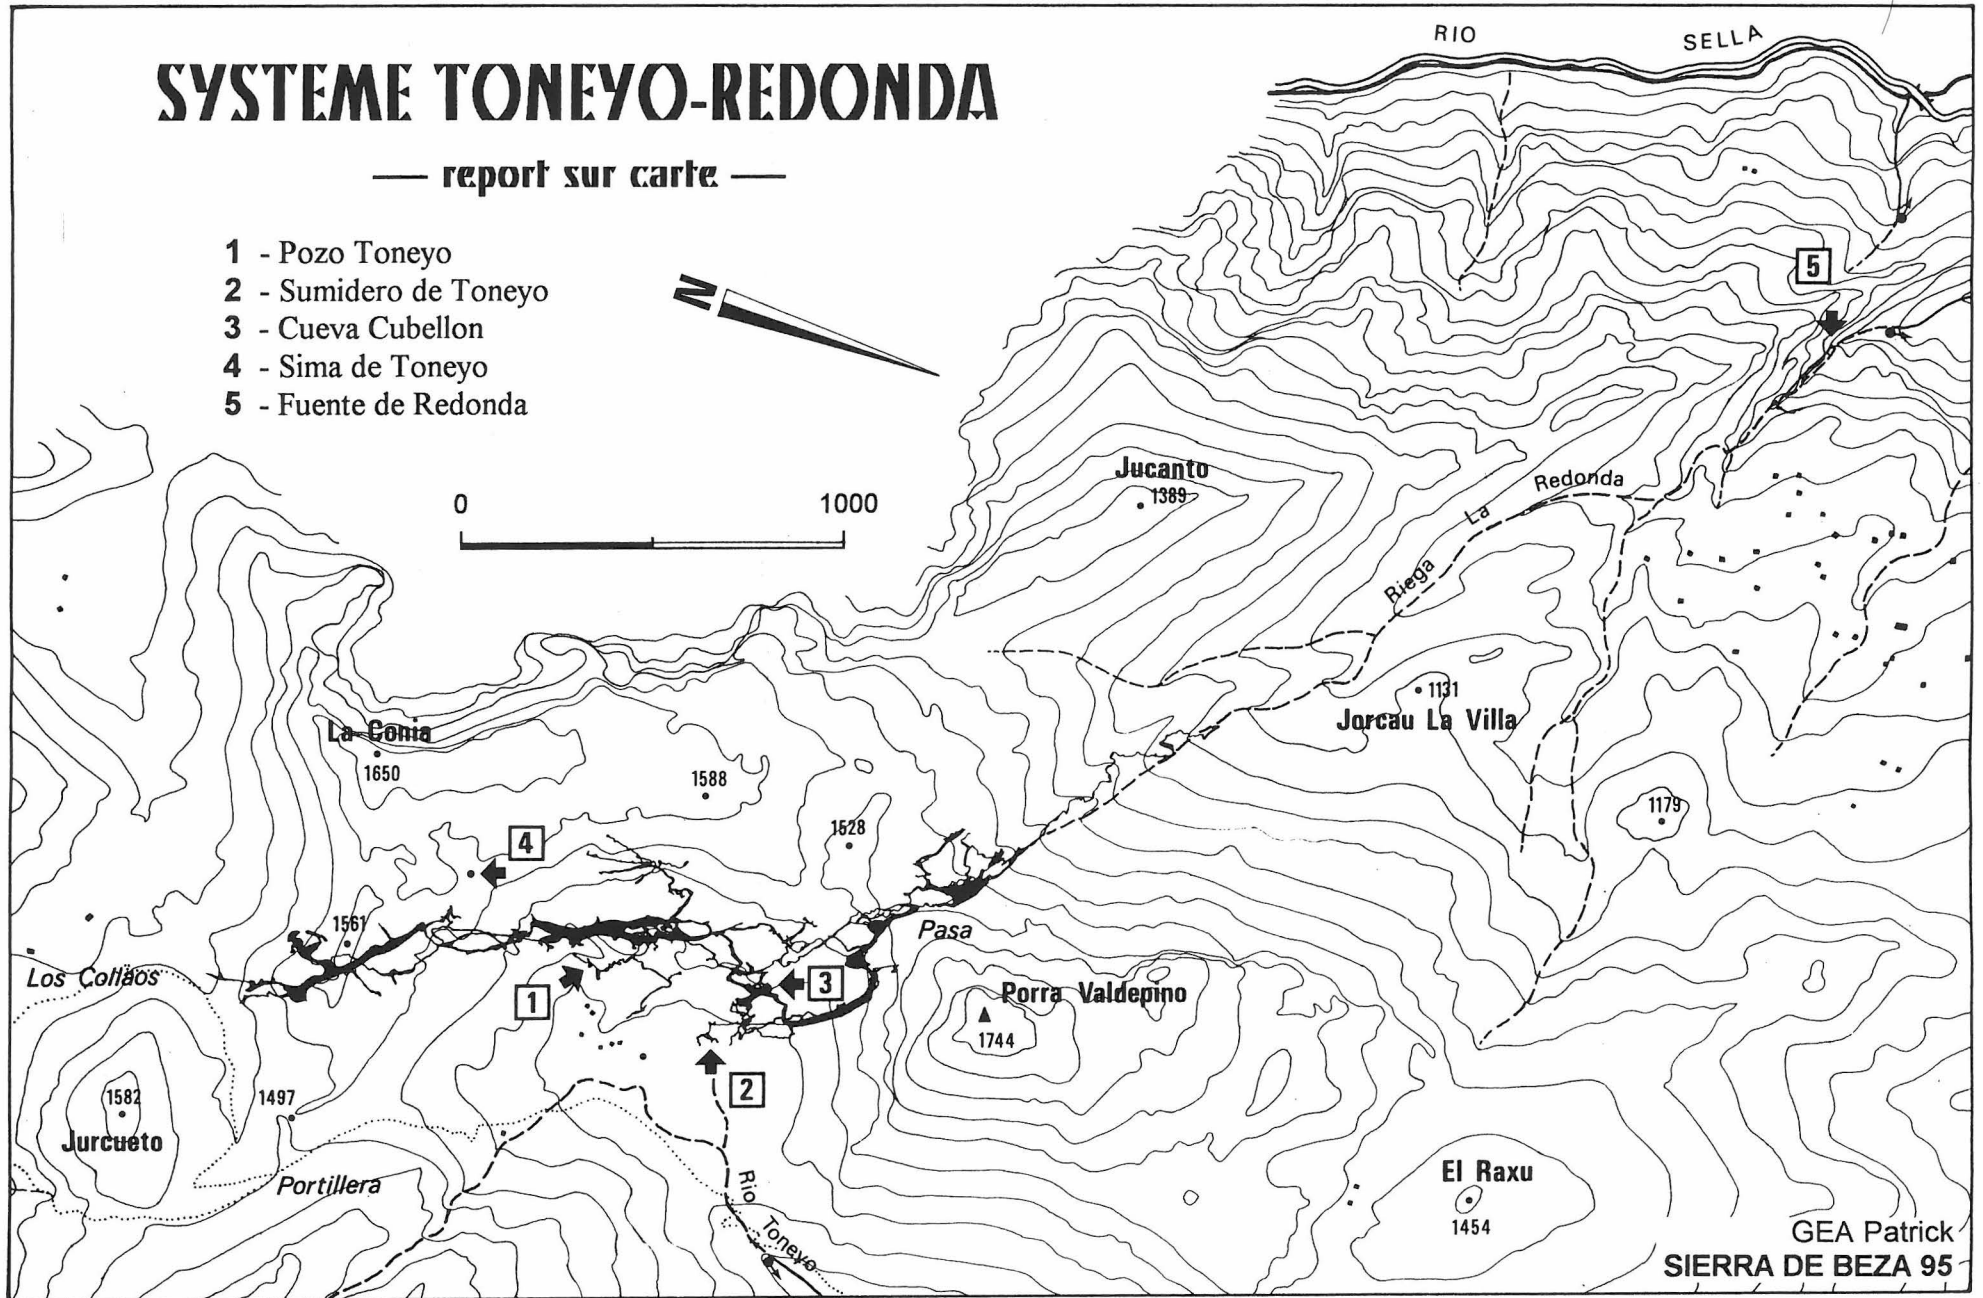 RIO SELLA
SYSTEME TONEYO-REDONDA
— report sur carte —
1 - Pozo Toneyo
2 - Sumidero de Toneyo
3 - Cueva Cubellon
4 - Sima de Toneyo
5 - Fuente de Redonda
N
5
0 1000
Jucanto
1389
Riega La Redonda
1131
Jorcau La Villa
La Conia
1650
1588
1528
1179
4
1561
Pasa
Los Collãos
1
3
Porra Valdepino
1744
2
1582
Jurcueto
1497
Portillera
Rio Toneyo
El Raxu
1454
GEA Patrick
SIERRA DE BEZA 95